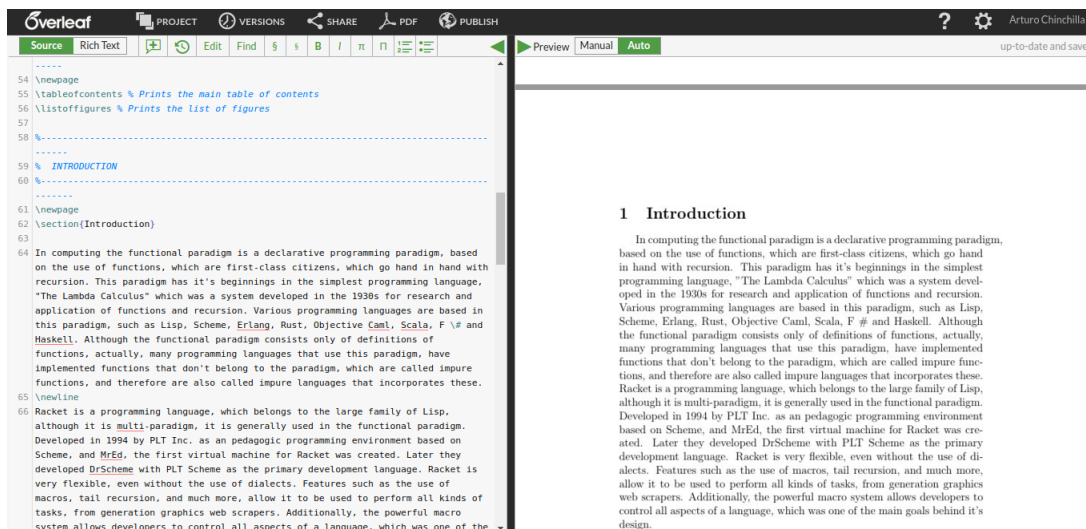 Overleaf PROJECT VERSIONS SHARE PDF PUBLISH ? Arturo Chinchilla
Source Rich Text Edit Find § § B I π Π Preview Manual Auto up-to-date and save
-----
54 \newpage
55 \tableofcontents % Prints the main table of contents
56 \listoffigures % Prints the list of figures
57
58 %-----------------------------------------------------------------------
------
59 %  INTRODUCTION
60 %-----------------------------------------------------------------------
-------
61 \newpage
62 \section{Introduction}
63
64 In computing the functional paradigm is a declarative programming paradigm, based
on the use of functions, which are first-class citizens, which go hand in hand with
recursion. This paradigm has it's beginnings in the simplest programming language,
"The Lambda Calculus" which was a system developed in the 1930s for research and
application of functions and recursion. Various programming languages are based in
this paradigm, such as Lisp, Scheme, Erlang, Rust, Objective Caml, Scala, F \# and
Haskell. Although the functional paradigm consists only of definitions of
functions, actually, many programming languages that use this paradigm, have
implemented functions that don't belong to the paradigm, which are called impure
functions, and therefore are also called impure languages that incorporates these.
65 \newline
66 Racket is a programming language, which belongs to the large family of Lisp,
although it is multi-paradigm, it is generally used in the functional paradigm.
Developed in 1994 by PLT Inc. as an pedagogic programming environment based on
Scheme, and MrEd, the first virtual machine for Racket was created. Later they
developed DrScheme with PLT Scheme as the primary development language. Racket is
very flexible, even without the use of dialects. Features such as the use of
macros, tail recursion, and much more, allow it to be used to perform all kinds of
tasks, from generation graphics web scrapers. Additionally, the powerful macro
system allows developers to control all aspects of a language, which was one of the
1 Introduction
In computing the functional paradigm is a declarative programming paradigm,
based on the use of functions, which are first-class citizens, which go hand
in hand with recursion. This paradigm has it's beginnings in the simplest
programming language, "The Lambda Calculus" which was a system devel-
oped in the 1930s for research and application of functions and recursion.
Various programming languages are based in this paradigm, such as Lisp,
Scheme, Erlang, Rust, Objective Caml, Scala, F # and Haskell. Although
the functional paradigm consists only of definitions of functions, actually,
many programming languages that use this paradigm, have implemented
functions that don't belong to the paradigm, which are called impure func-
tions, and therefore are also called impure languages that incorporates these.
Racket is a programming language, which belongs to the large family of Lisp,
although it is multi-paradigm, it is generally used in the functional paradigm.
Developed in 1994 by PLT Inc. as an pedagogic programming environment
based on Scheme, and MrEd, the first virtual machine for Racket was cre-
ated. Later they developed DrScheme with PLT Scheme as the primary
development language. Racket is very flexible, even without the use of di-
alects. Features such as the use of macros, tail recursion, and much more,
allow it to be used to perform all kinds of tasks, from generation graphics
web scrapers. Additionally, the powerful macro system allows developers to
control all aspects of a language, which was one of the main goals behind it's
design.